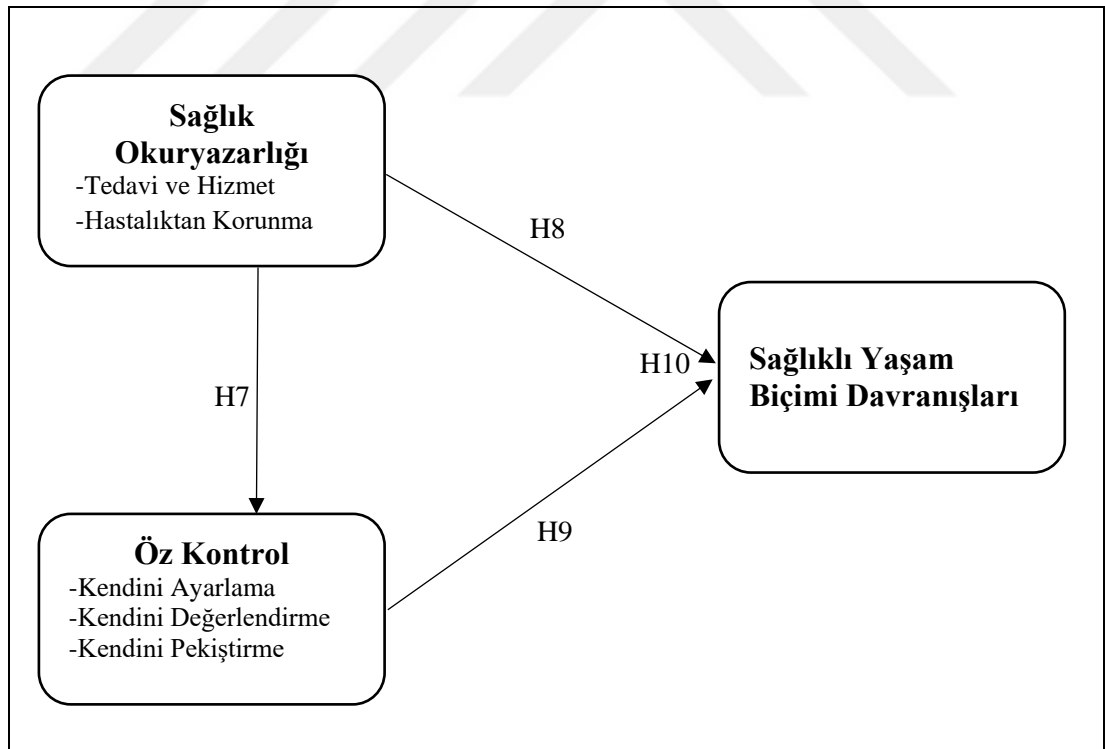 Sağlık
Okuryazarlığı
-Tedavi ve Hizmet
-Hastalıktan Korunma
H8
H10
Sağlıklı Yaşam
Biçimi Davranışları
H7
H9
Öz Kontrol
-Kendini Ayarlama
-Kendini Değerlendirme
-Kendini Pekiştirme